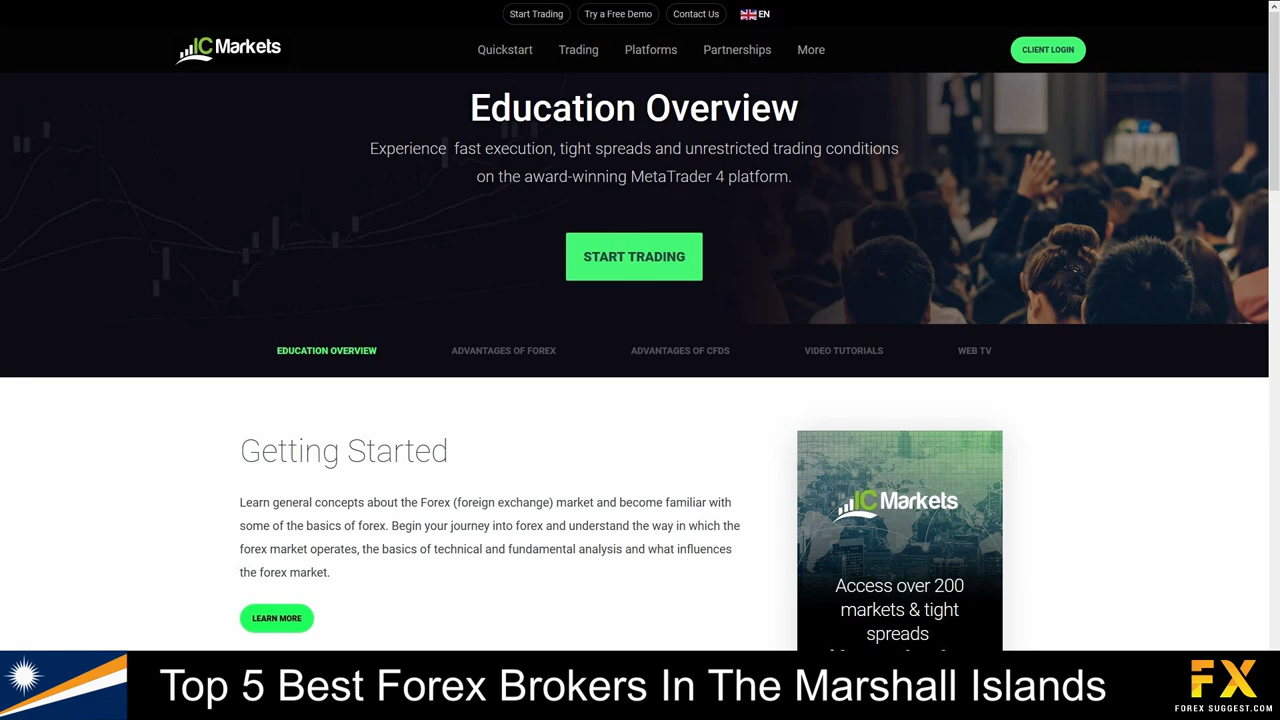 Start Trading
Try a Free Demo
Contact Us
EN
IC Markets
Quickstart
Trading
Platforms
Partnerships
More
CLIENT LOGIN
Education Overview
Experience fast execution, tight spreads and unrestricted trading conditions
on the award-winning MetaTrader 4 platform.
START TRADING
EDUCATION OVERVIEW
ADVANTAGES OF FOREX
ADVANTAGES OF CFDS
VIDEO TUTORIALS
WEB TV
Getting Started
Learn general concepts about the Forex (foreign exchange) market and become familiar with
some of the basics of forex. Begin your journey into forex and understand the way in which the
forex market operates, the basics of technical and fundamental analysis and what influences
the forex market.
LEARN MORE
IC Markets
Access over 200
markets & tight
spreads
Top 5 Best Forex Brokers In The Marshall Islands
FX
FOREX SUGGEST.COM